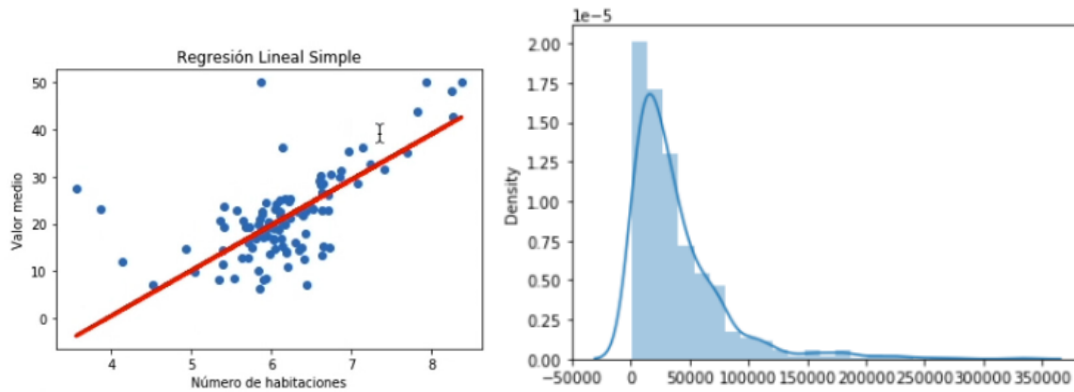 Regresión Lineal Simple
50
40
30
20
10
0
4 5 6 7 8
Valor medio
Número de habitaciones
1e−5
2.00
1.75
1.50
1.25
1.00
0.75
0.50
0.25
0.00
−50000 0 50000 100000 150000 200000 250000 300000 350000
Density